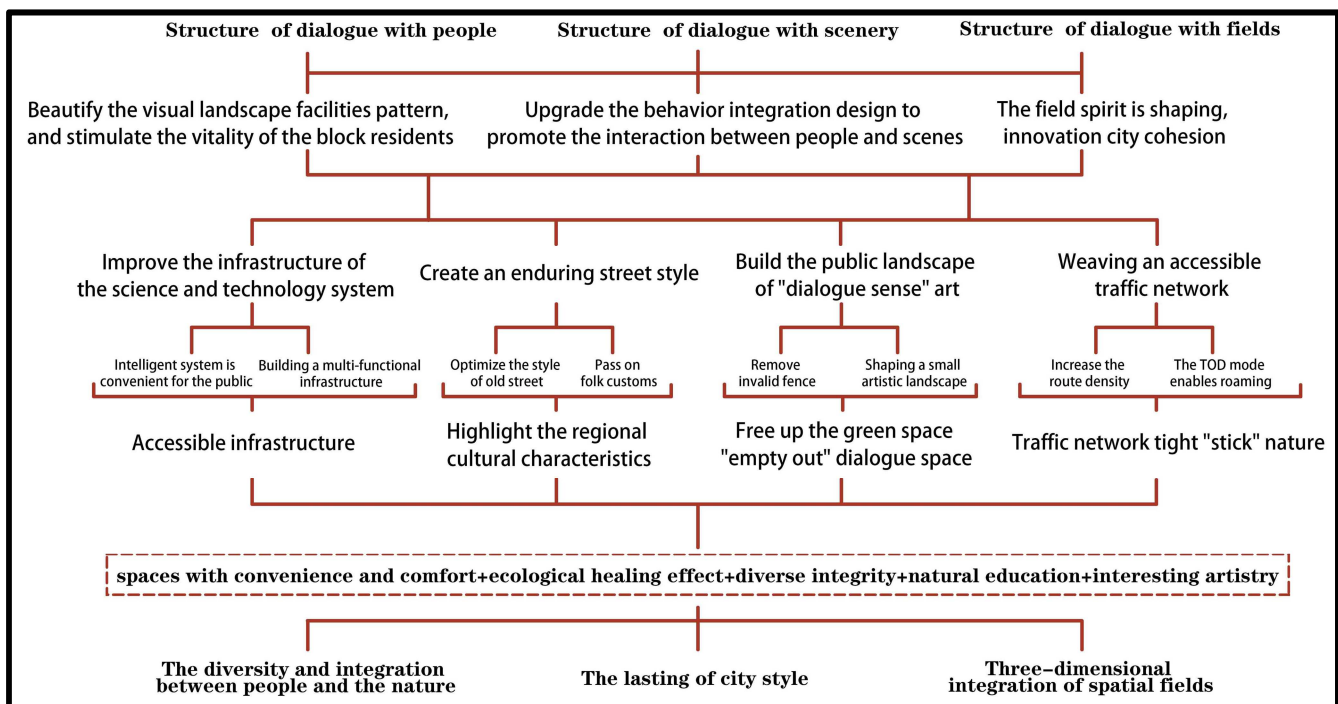 Structure of dialogue with people
Structure of dialogue with scenery
Structure of dialogue with fields
Beautify the visual landscape facilities pattern,
and stimulate the vitality of the block residents
Upgrade the behavior integration design to
promote the interaction between people and scenes
The field spirit is shaping,
innovation city cohesion
Improve the infrastructure of
the science and technology system
Create an enduring street style
Build the public landscape
of "dialogue sense" art
Weaving an accessible
traffic network
Intelligent system is
convenient for the public
Building a multi-functional
infrastructure
Optimize the style
of old street
Pass on
folk customs
Remove
invalid fence
Shaping a small
artistic landscape
Increase the
route density
The TOD mode
enables roaming
Accessible infrastructure
Highlight the regional
cultural characteristics
Free up the green space
"empty out" dialogue space
Traffic network tight "stick" nature
spaces with convenience and comfort+ecological healing effect+diverse integrity+natural education+interesting artistry
The diversity and integration
between people and the nature
The lasting of city style
Three-dimensional
integration of spatial fields